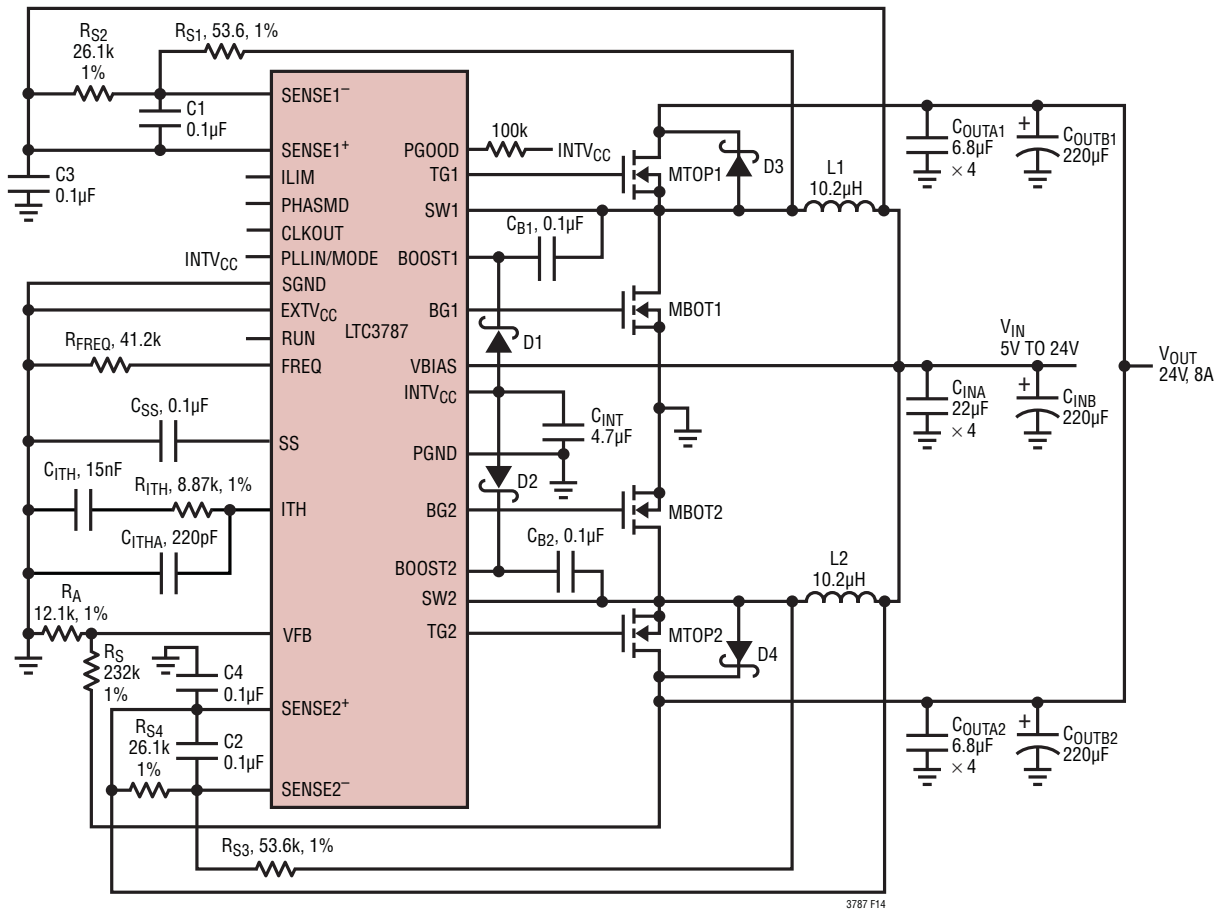 RS2
26.1k
1%
RS1, 53.6, 1%
C1
0.1µF
C3
0.1µF
SENSE1−
SENSE1+
ILIM
PHASMD
CLKOUT
INTVCC
PLLIN/MODE
SGND
EXTVCC
RUN
FREQ
SS
ITH
VFB
SENSE2+
SENSE2−
LTC3787
PGOOD
TG1
SW1
BOOST1
BG1
VBIAS
INTVCC
PGND
BG2
BOOST2
SW2
TG2
RFREQ, 41.2k
CSS, 0.1µF
CITH, 15nF
RITH, 8.87k, 1%
CITHA, 220pF
RA
12.1k, 1%
RS
232k
1%
C4
0.1µF
RS4
26.1k
1%
C2
0.1µF
RS3, 53.6k, 1%
100k
INTVCC
MTOP1
D3
L1
10.2µH
CB1, 0.1µF
MBOT1
D1
CINT
4.7µF
D2
MBOT2
CB2, 0.1µF
L2
10.2µH
MTOP2
D4
COUTA1
6.8µF
× 4
+
COUTB1
220µF
VIN
5V TO 24V
CINA
22µF
× 4
+
CINB
220µF
VOUT
24V, 8A
COUTA2
6.8µF
× 4
+
COUTB2
220µF
3787 F14